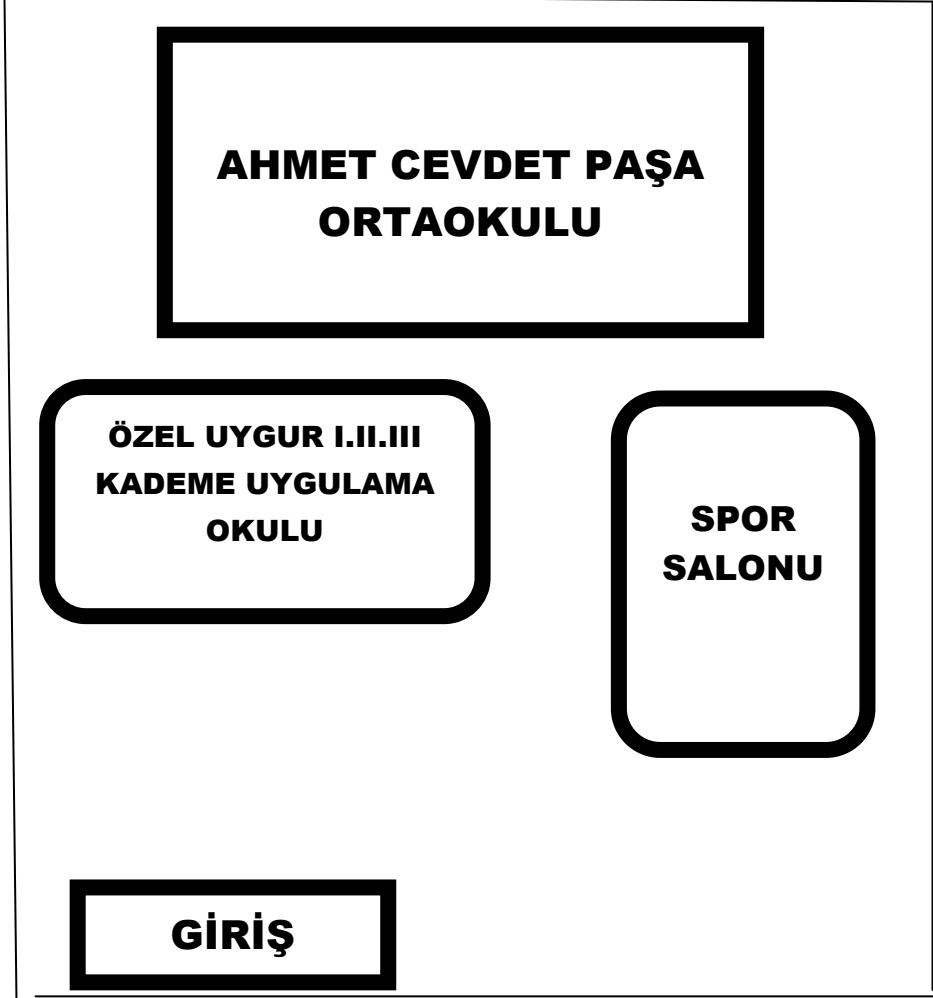 AHMET CEVDET PAŞA
ORTAOKULU
ÖZEL UYGUR I.II.III
KADEME UYGULAMA
OKULU
SPOR
SALONU
GİRİŞ